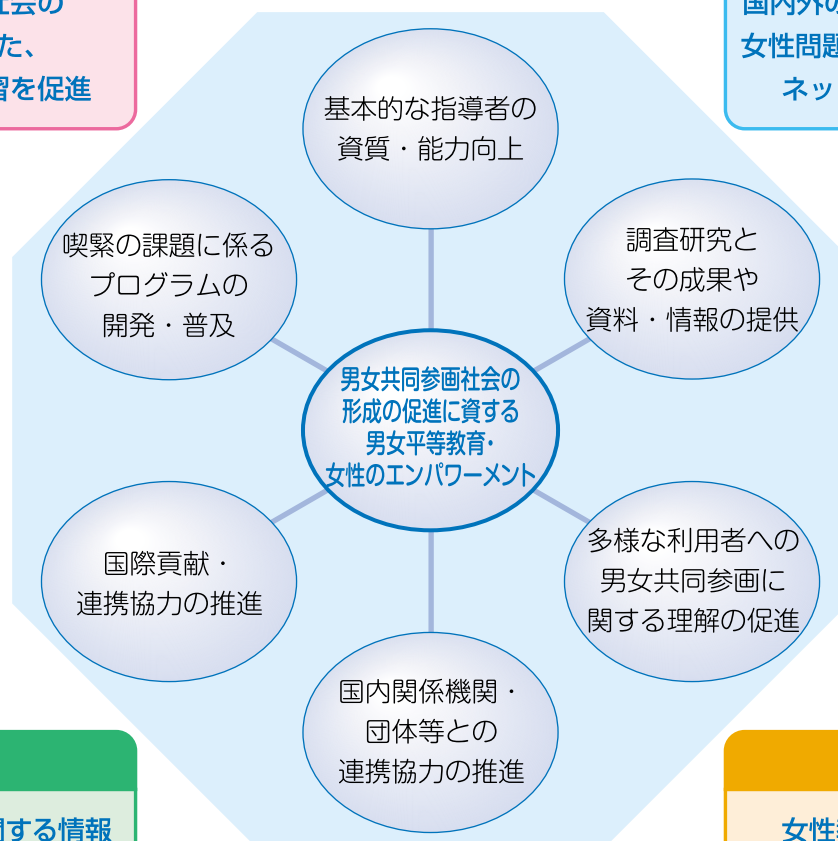 社会の
た、
習を促進
国内外の
女性問題
ネッ
基本的な指導者の
資質・能力向上
喫緊の課題に係る
プログラムの
開発・普及
調査研究と
その成果や
資料・情報の提供
男女共同参画社会の
形成の促進に資する
男女平等教育・
女性のエンパワーメント
国際貢献・
連携協力の推進
多様な利用者への
男女共同参画に
関する理解の促進
国内関係機関・
団体等との
連携協力の推進
関する情報
女性